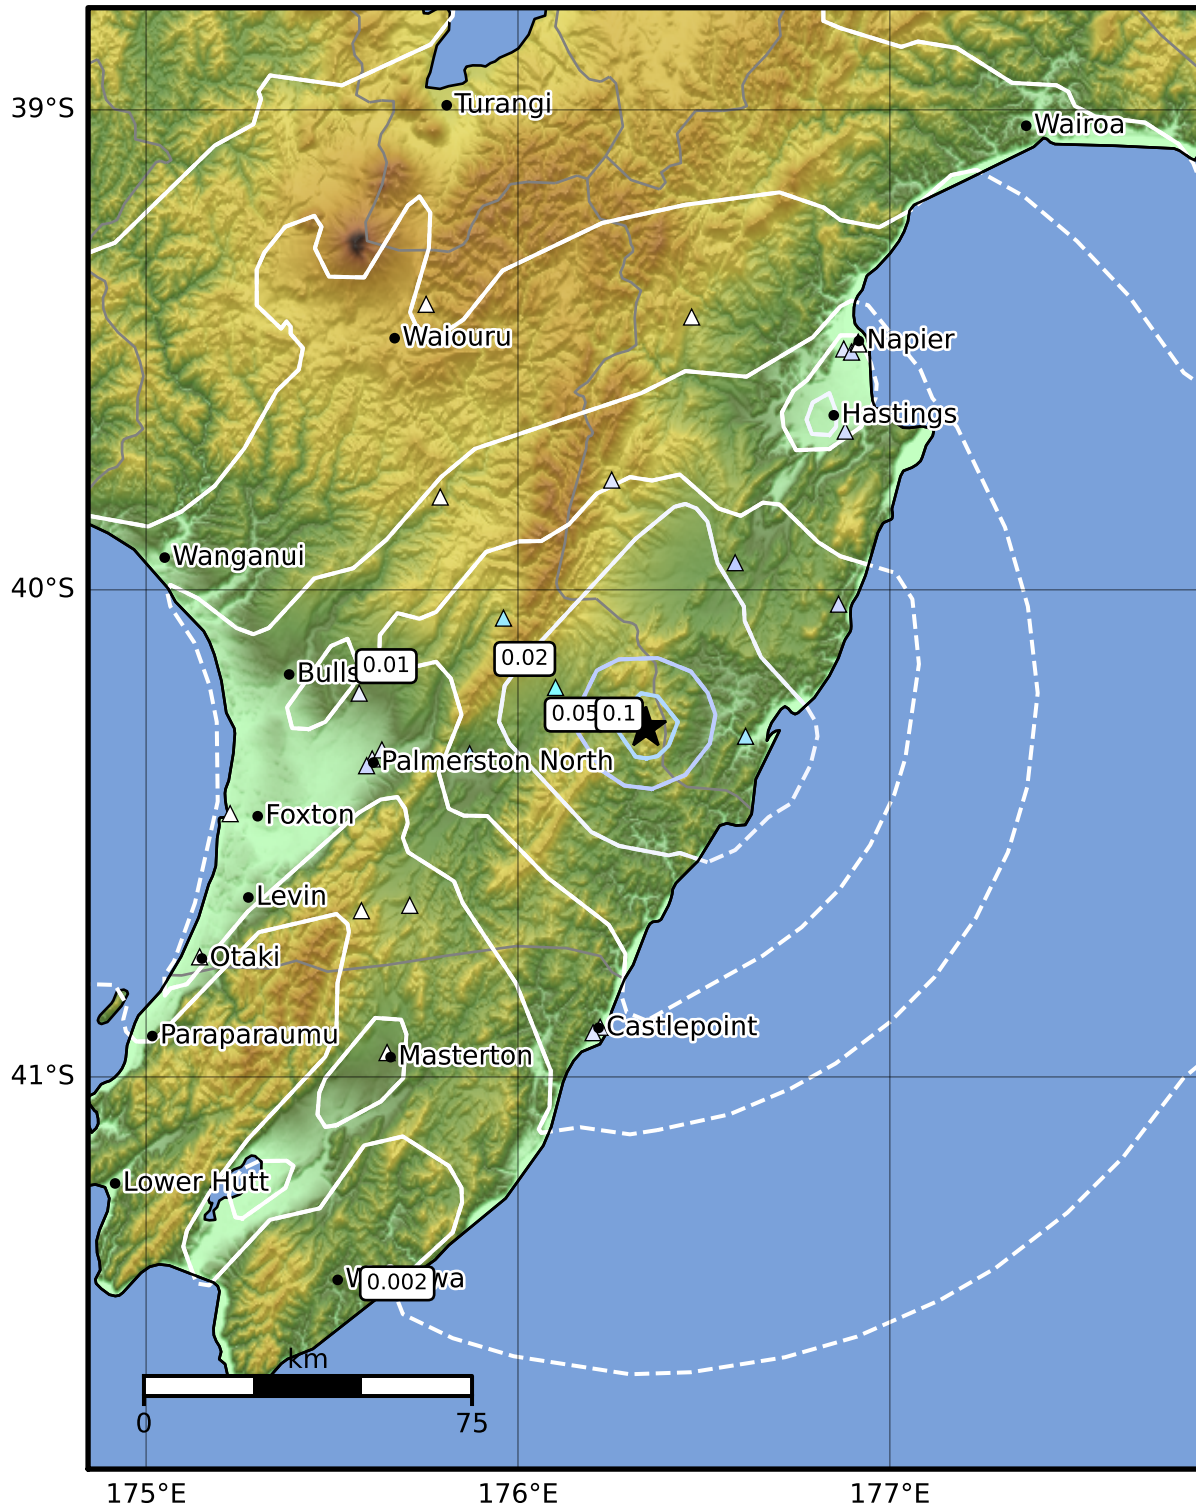 Turangi
39°S
Wairoa
Waiouru
Napier
Hastings
Wanganui
40°S
0.02
0.01
Bulls
0.05
0.1
Palmerston North
Foxton
Levin
Otaki
Castlepoint
Paraparaumu
Masterton
41°S
Lower Hutt
0.002
km
0
75
175°E
176°E
177°E